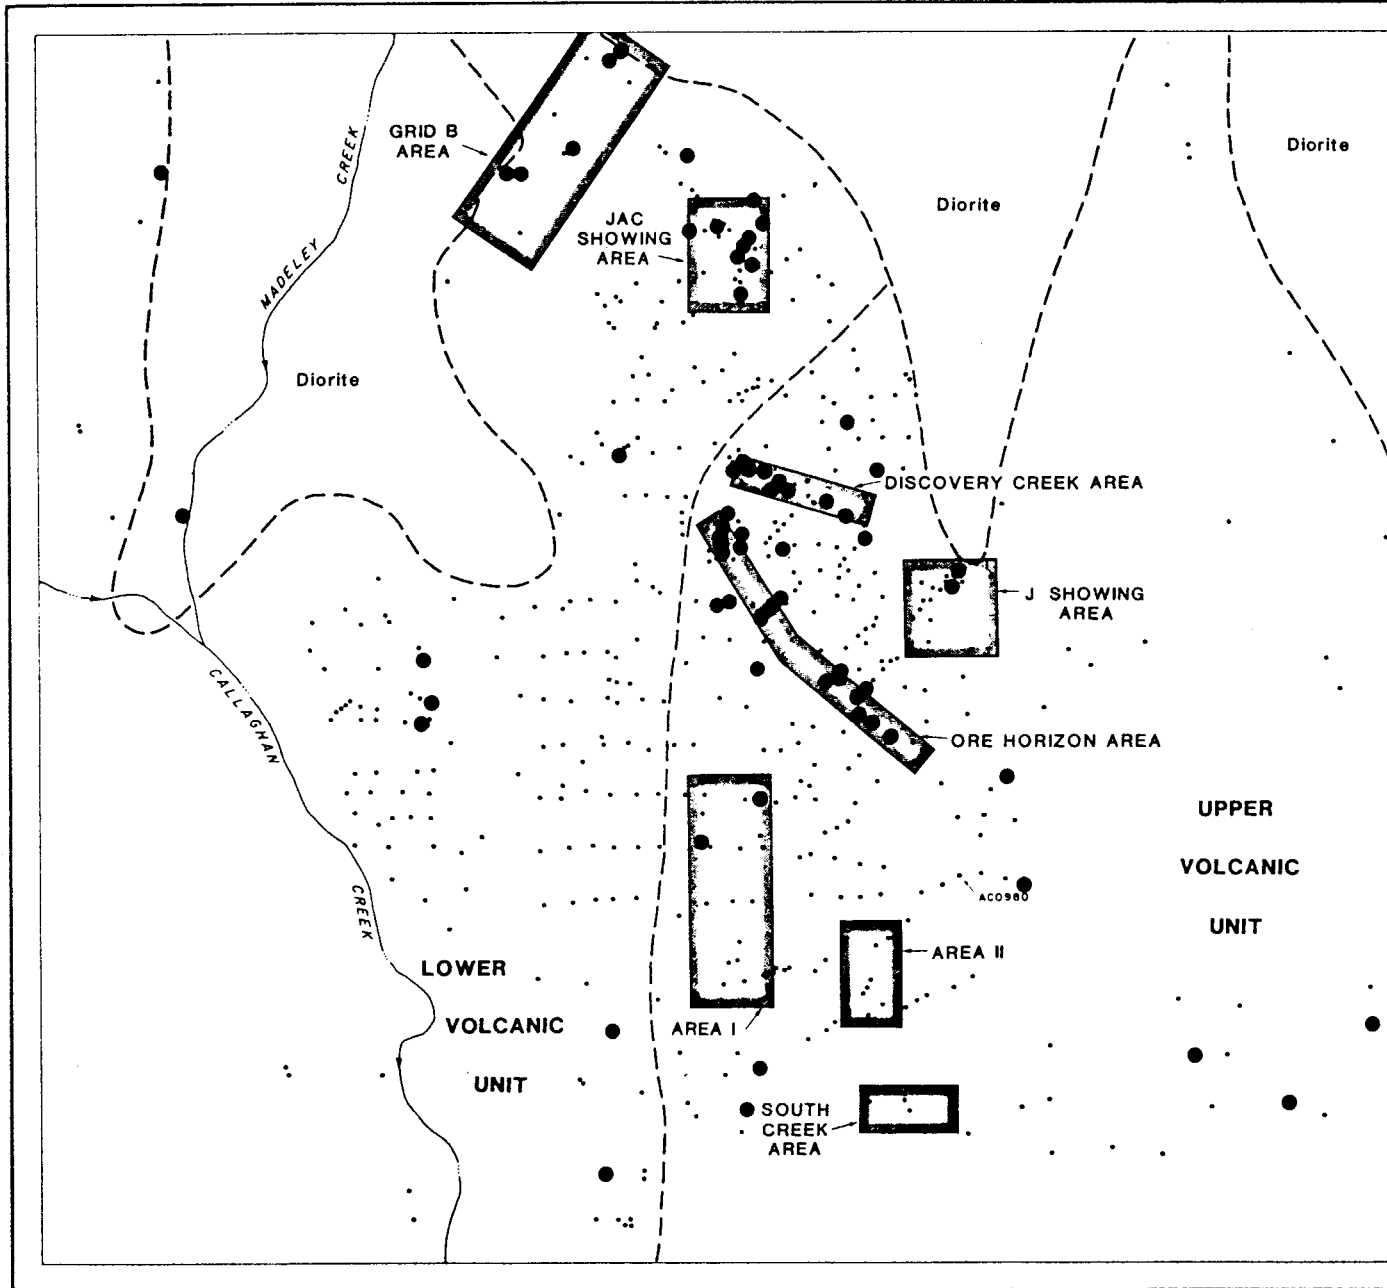 GRID B
AREA
MADELEY CREEK
Diorite
Diorite
JAC
SHOWING
AREA
Diorite
DISCOVERY CREEK AREA
J SHOWING
AREA
CALLAGHAN
CREEK
ORE HORIZON AREA
UPPER
VOLCANIC
UNIT
AC0980
LOWER
VOLCANIC
UNIT
AREA II
AREA I
SOUTH
CREEK
AREA